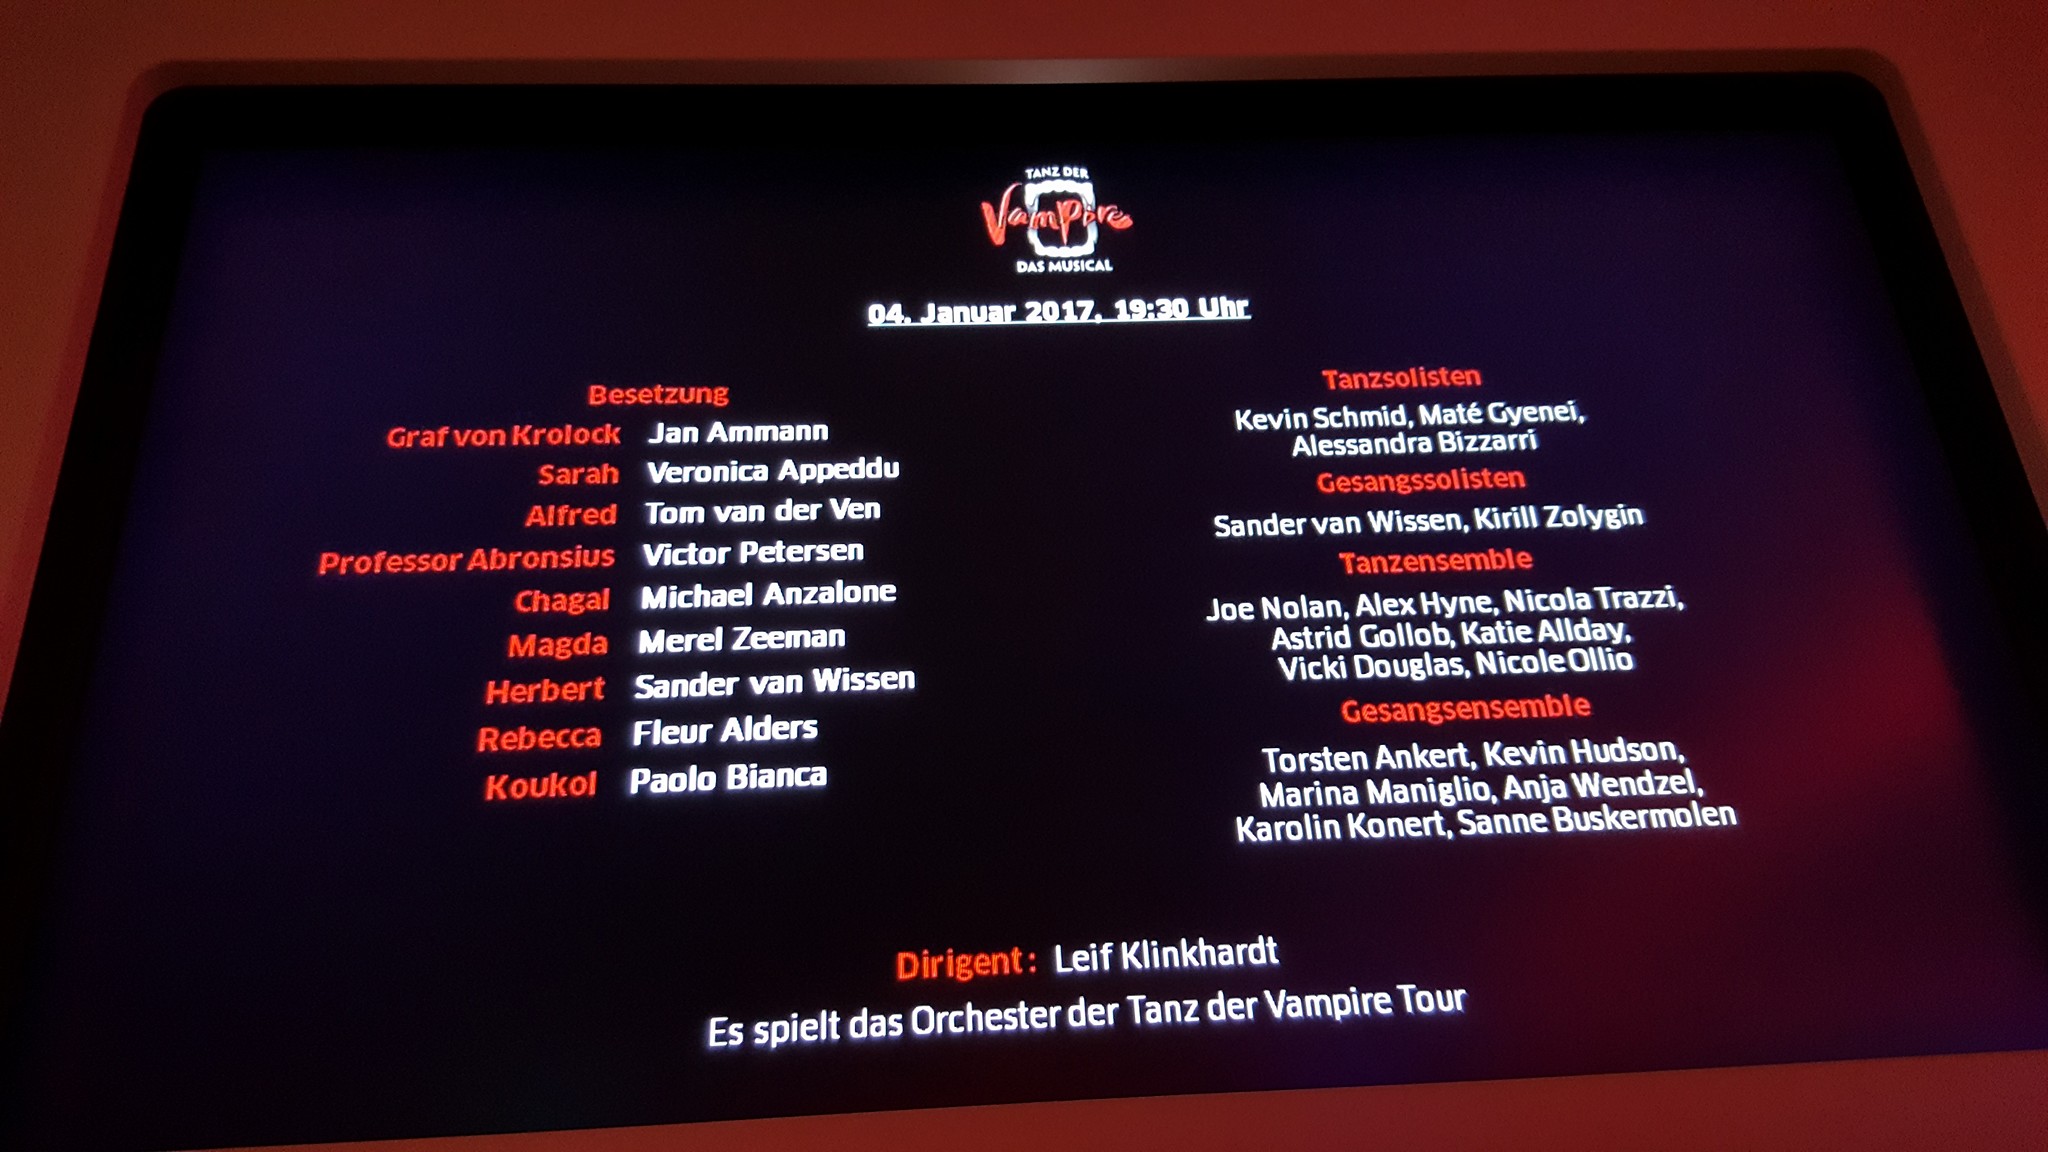 TANZ DER
Vampire
DAS MUSICAL
04. Januar 2017, 19:30 Uhr
Besetzung
Graf von Krolock Jan Ammann
Sarah Veronica Appeddu
Alfred Tom van der Ven
Professor Abronsius Victor Petersen
Chagal Michael Anzalone
Magda Merel Zeeman
Herbert Sander van Wissen
Rebecca Fleur Alders
Koukol Paolo Bianca
Tanzsolisten
Kevin Schmid, Maté Gyenei,
Alessandra Bizzarri
Gesangssolisten
Sander van Wissen, Kirill Zolygin
Tanzensemble
Joe Nolan, Alex Hyne, Nicola Trazzi,
Astrid Gollob, Katie Allday,
Vicki Douglas, Nicole Ollio
Gesangsensemble
Torsten Ankert, Kevin Hudson,
Marina Maniglio, Anja Wendzel,
Karolin Konert, Sanne Buskermolen
Dirigent: Leif Klinkhardt
Es spielt das Orchester der Tanz der Vampire Tour